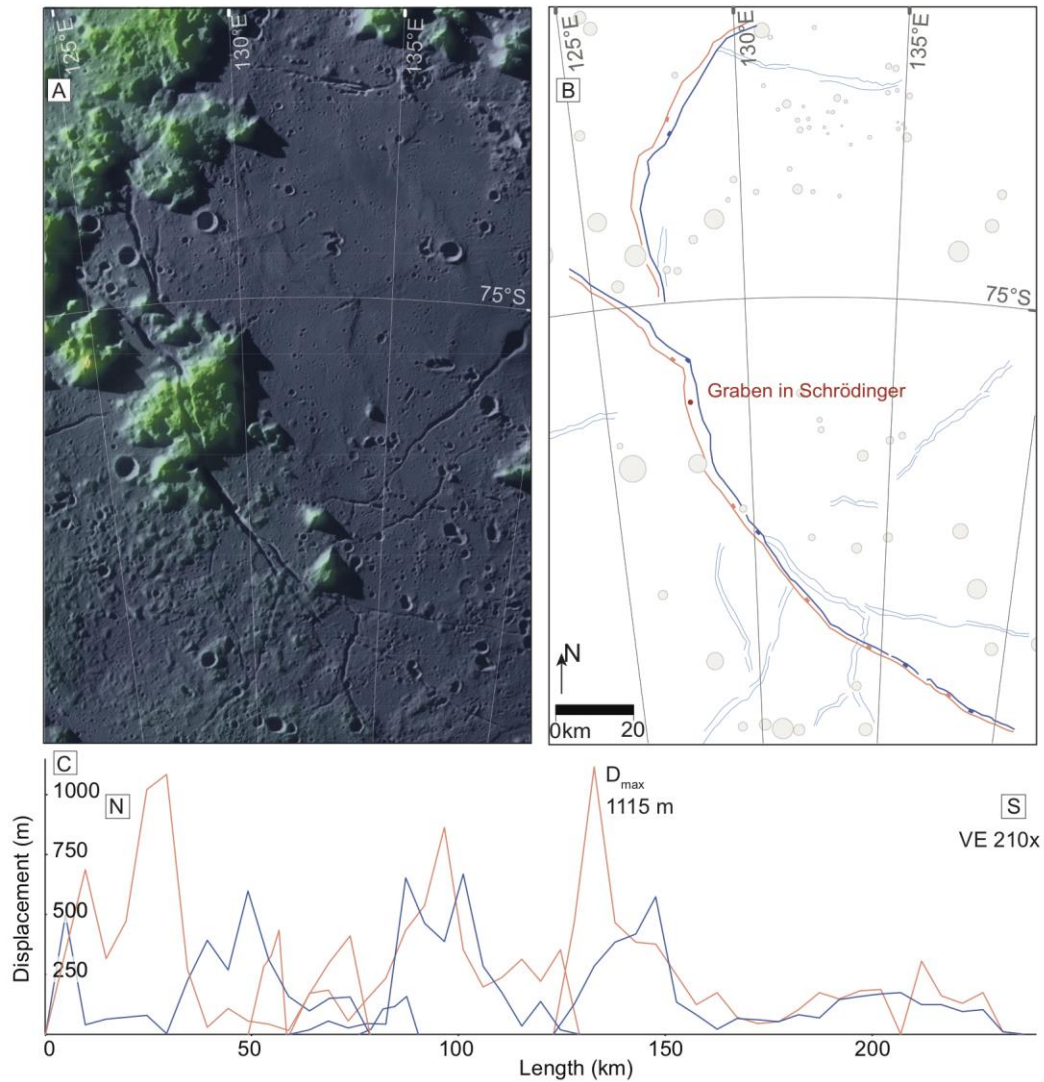 A
125°E
130°E
135°E
75°S
B
125°E
130°E
135°E
75°S
Graben in Schrödinger
N
0km 20
C
Displacement (m)
1000
750
500
250
N
Dmax
1115 m
S
VE 210x
0 50 100 150 200
Length (km)